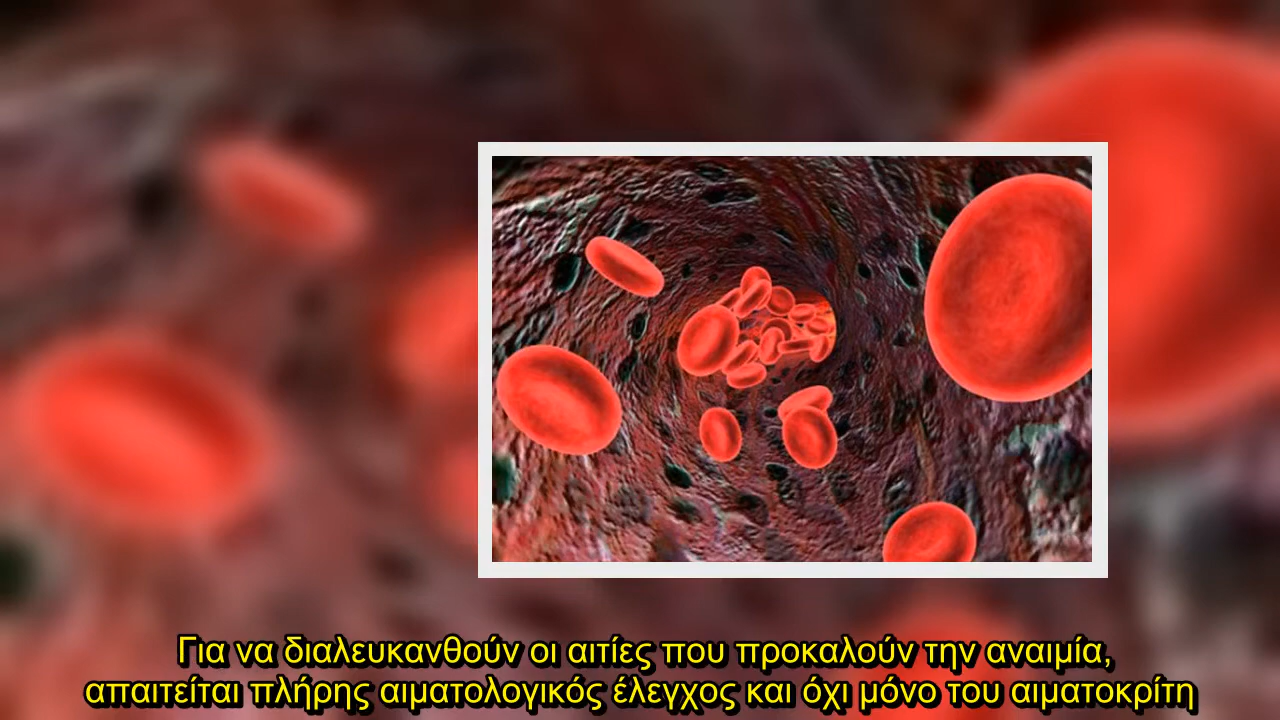 Για να διαλευκανθούν οι αιτίες που προκαλούν την αναιμία,
απαιτείται πλήρης αιματολογικός έλεγχος και όχι μόνο του αιματοκρίτη